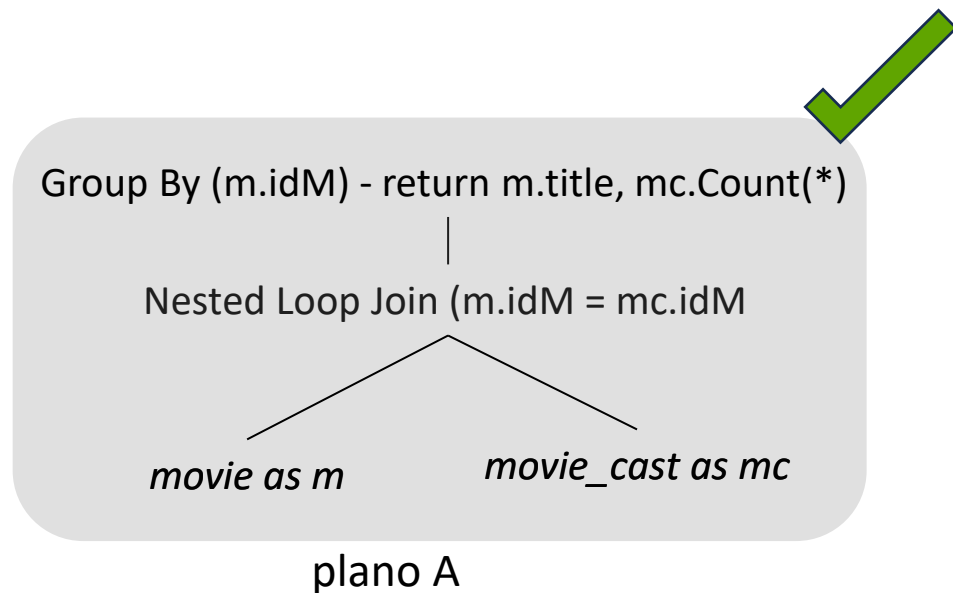 Group By (m.idM) - return m.title, mc.Count(*)
Nested Loop Join (m.idM = mc.idM
movie as m
movie_cast as mc
plano A